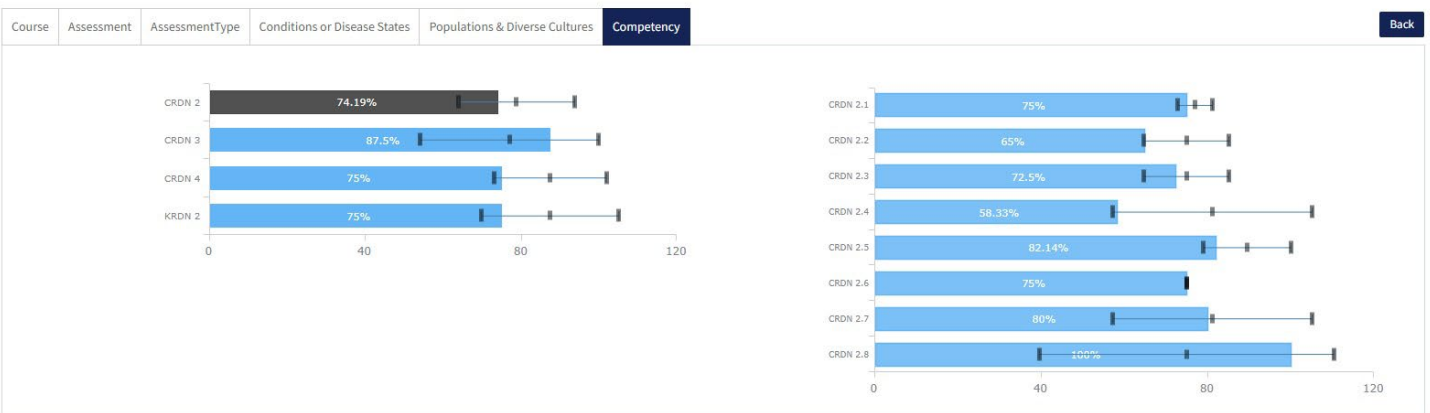 Course Assessment AssessmentType Conditions or Disease States Populations & Diverse Cultures Competency Back
CRDN 2 74.19%
CRDN 3 87.5%
CRDN 4 75%
KRDN 2 75%
0 40 80 120
CRDN 2.1 75%
CRDN 2.2 65%
CRDN 2.3 72.5%
CRDN 2.4 58.33%
CRDN 2.5 82.14%
CRDN 2.6 75%
CRDN 2.7 80%
CRDN 2.8 100%
0 40 80 120